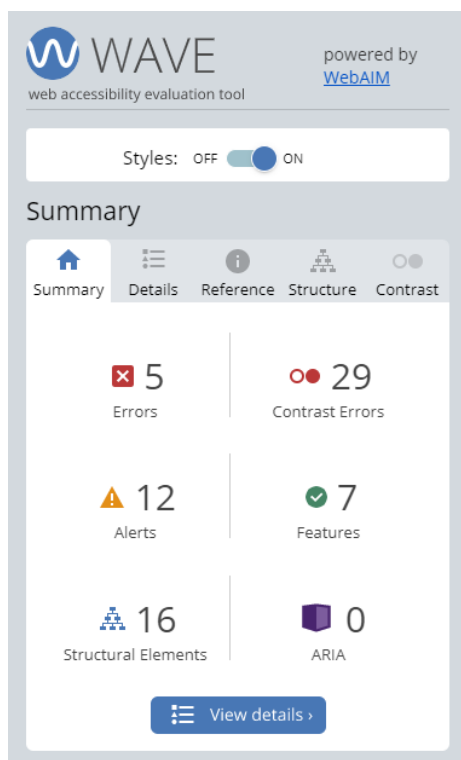 WAVE
powered by
WebAIM
web accessibility evaluation tool
Styles: OFF ON
Summary
Summary Details Reference Structure Contrast
5 29
Errors Contrast Errors
12 7
Alerts Features
16 0
Structural Elements ARIA
View details ›